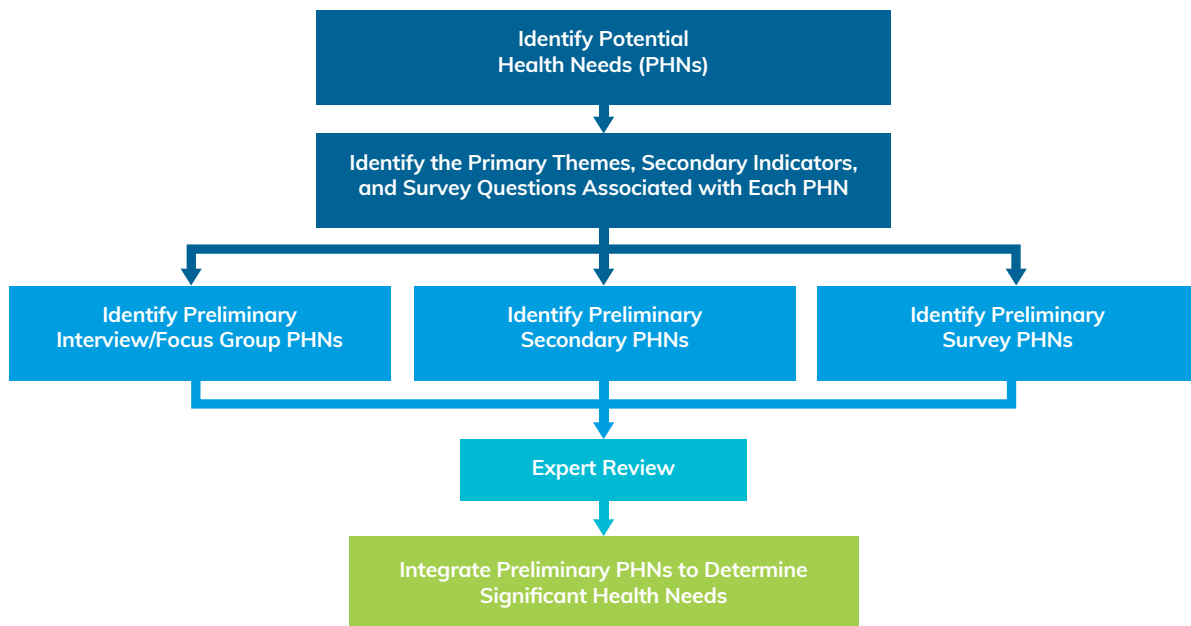 Identify Potential
Health Needs (PHNs)
Identify the Primary Themes, Secondary Indicators,
and Survey Questions Associated with Each PHN
Identify Preliminary
Interview/Focus Group PHNs
Identify Preliminary
Secondary PHNs
Identify Preliminary
Survey PHNs
Expert Review
Integrate Preliminary PHNs to Determine
Significant Health Needs